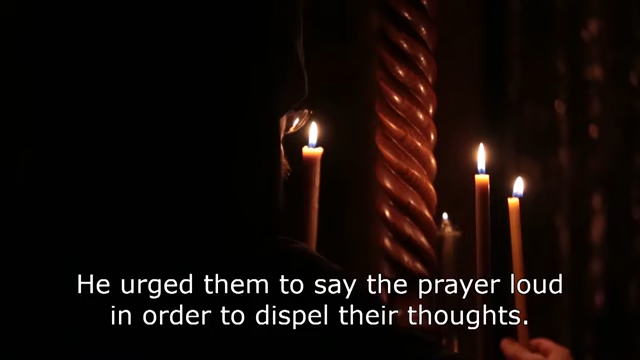 He urged them to say the prayer loud
in order to dispel their thoughts.